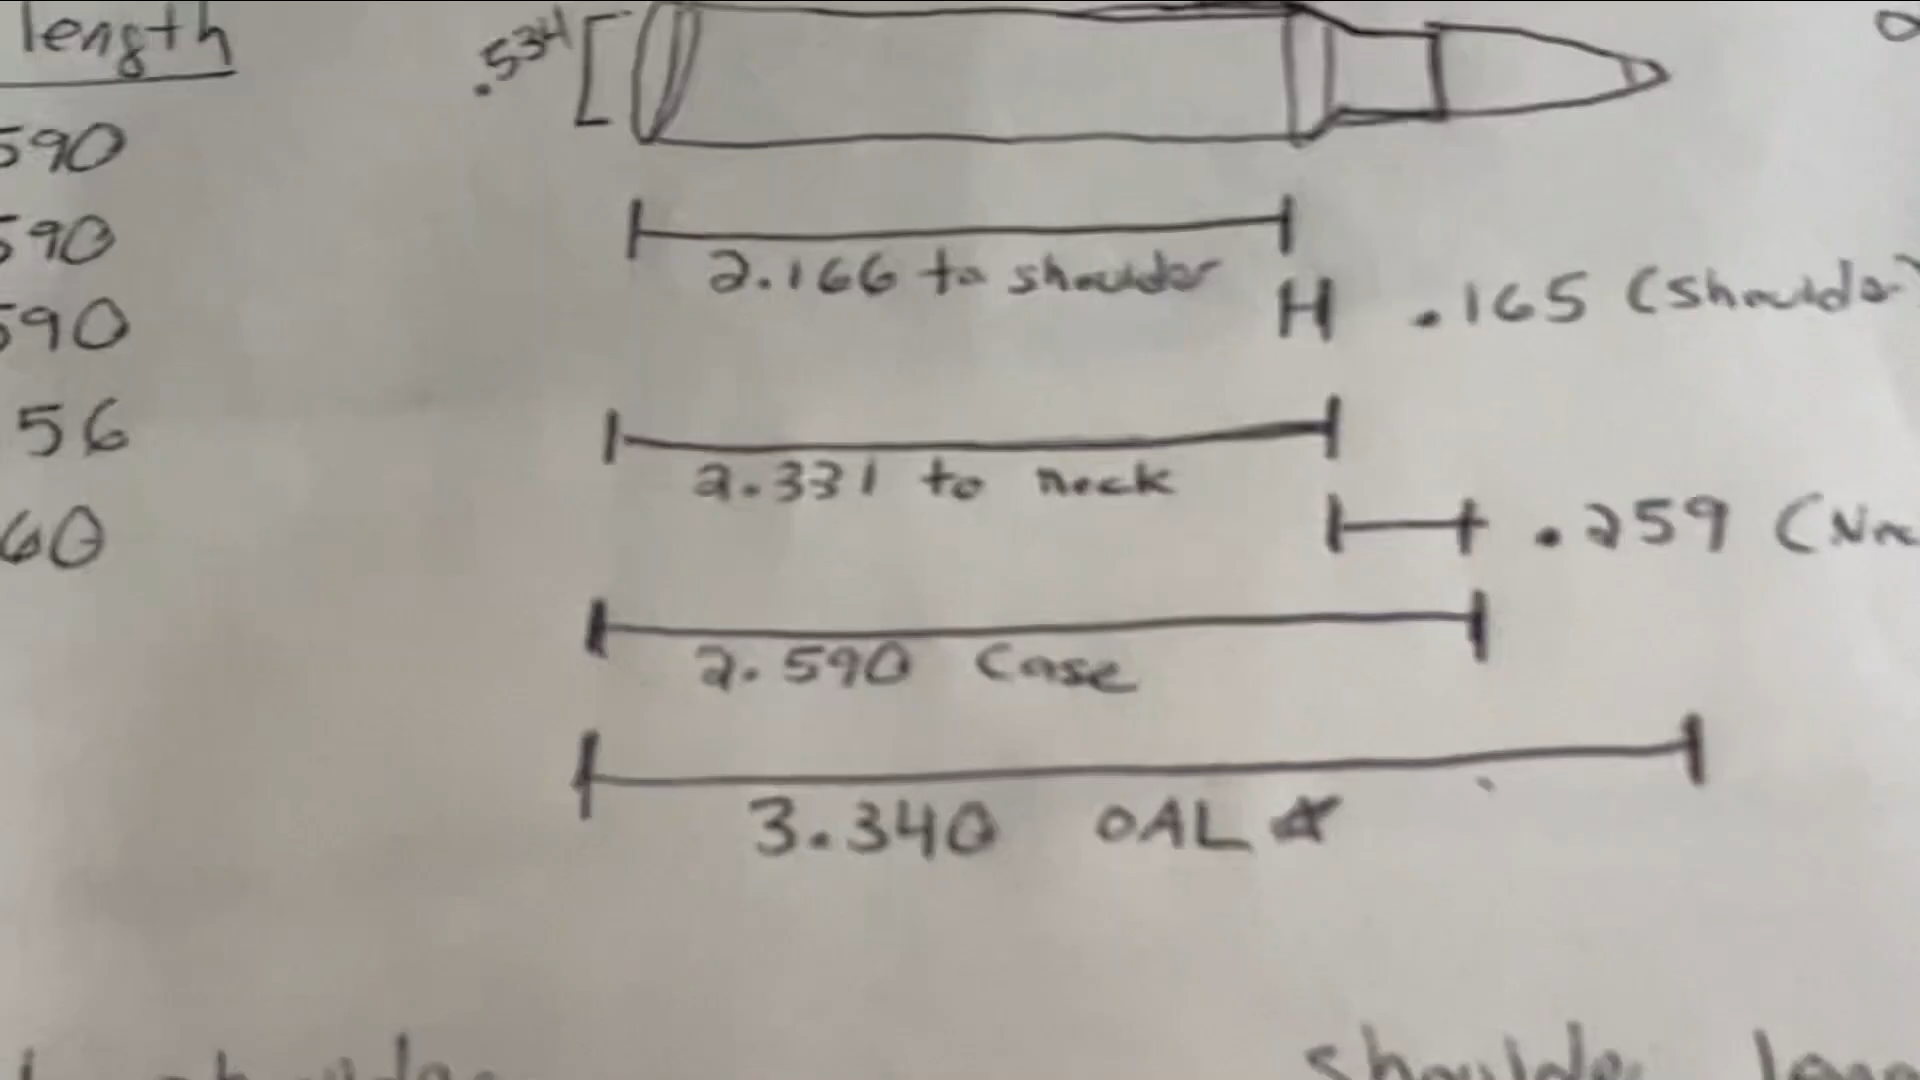 length
.534
590
590
2.166 to shoulder
.165 (shoulder)
590
56
2.331 to neck
60
.259
2.590 Case
3.340 OAL
shoulder